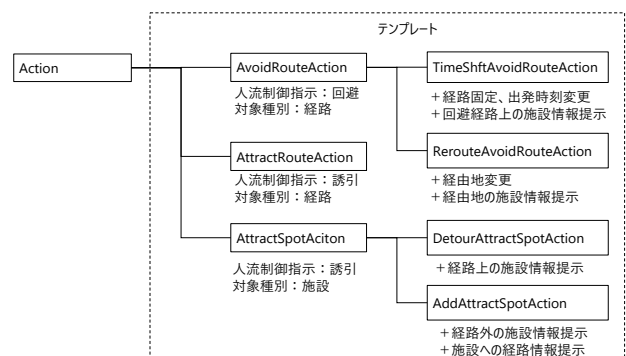 テンプレート
Action
AvoidRouteAction
人流制御指示：回避
対象種別：経路
TimeShftAvoidRouteAction
＋経路固定、出発時刻変更
＋回避経路上の施設情報提示
RerouteAvoidRouteAction
＋経由地変更
＋経由地の施設情報提示
AttractRouteAction
人流制御指示：誘引
対象種別：経路
AttractSpotAciton
人流制御指示：誘引
対象種別：施設
DetourAttractSpotAction
＋経路上の施設情報提示
AddAttractSpotAction
＋経路外の施設情報提示
＋施設への経路情報提示